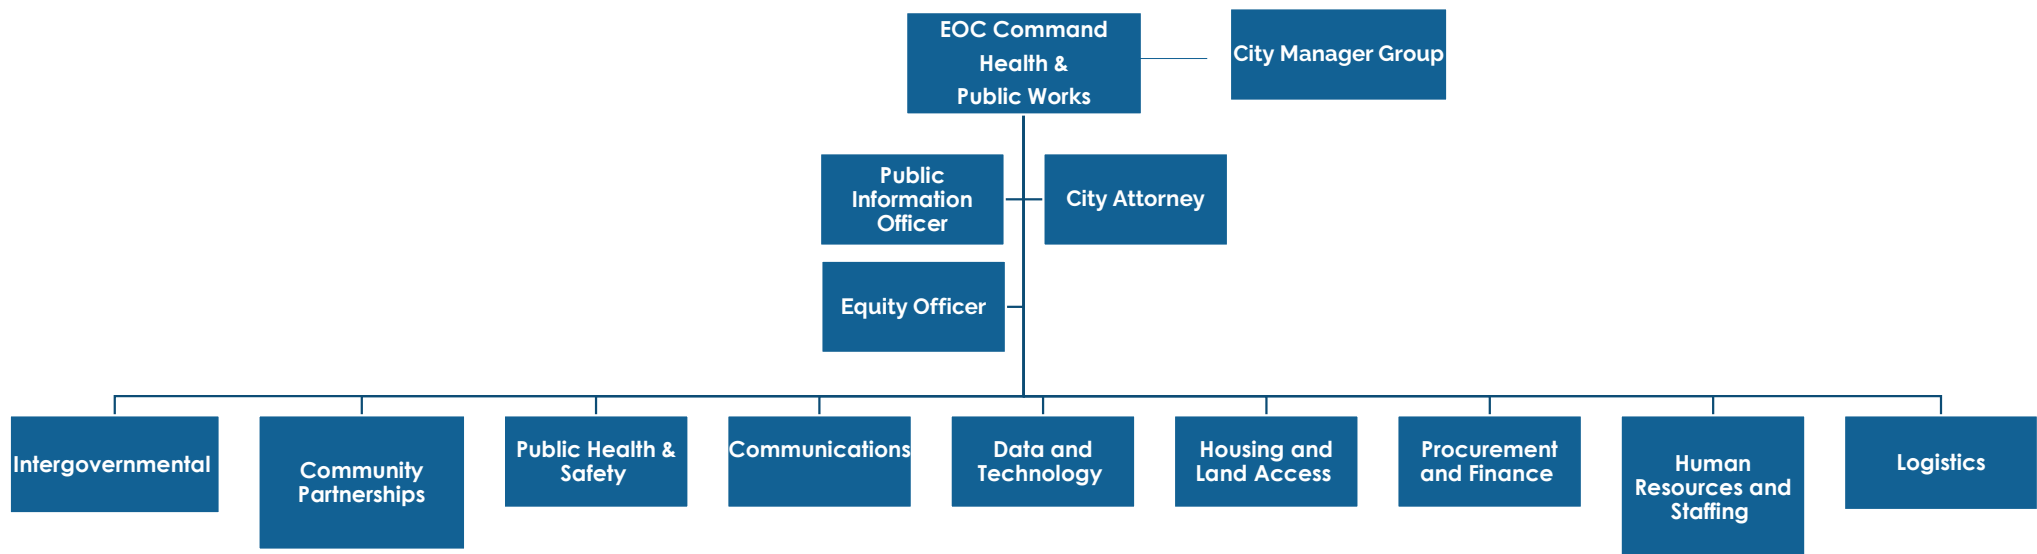 EOC Command
Health &
Public Works
City Manager Group
Public
Information
Officer
City Attorney
Equity Officer
Intergovernmental
Community
Partnerships
Public Health &
Safety
Communications
Data and
Technology
Housing and
Land Access
Procurement
and Finance
Human
Resources and
Staffing
Logistics